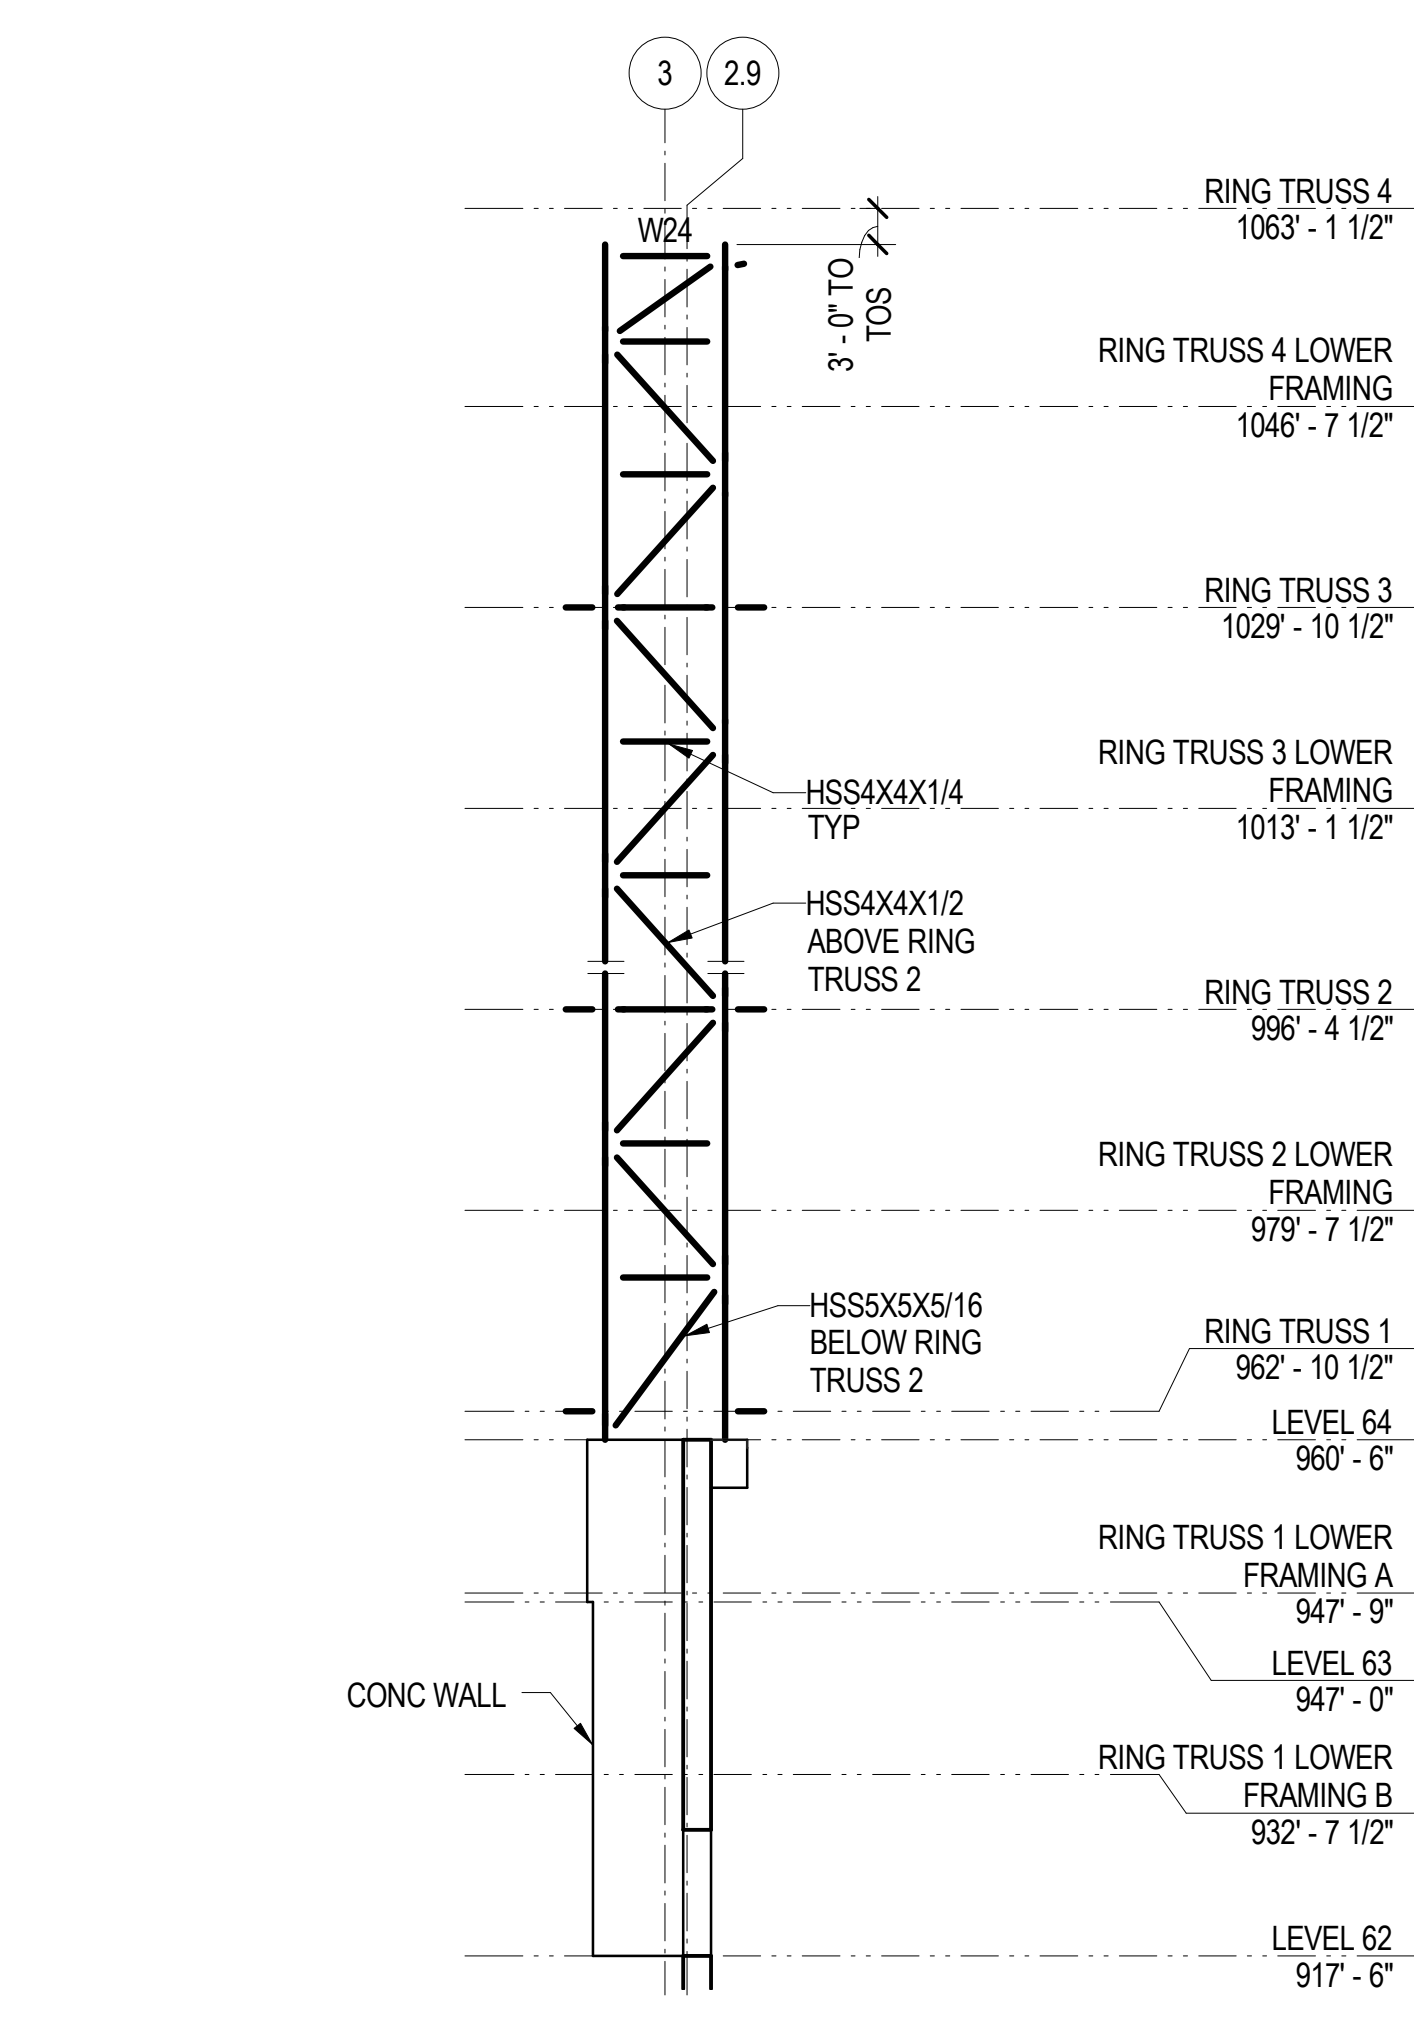 3
2.9
RING TRUSS 4
1063' - 1 1/2"
W24
3' - 0" TO
TOS
RING TRUSS 4 LOWER
FRAMING
1046' - 7 1/2"
RING TRUSS 3
1029' - 10 1/2"
RING TRUSS 3 LOWER
FRAMING
1013' - 1 1/2"
HSS4X4X1/4
TYP
HSS4X4X1/2
ABOVE RING
TRUSS 2
RING TRUSS 2
996' - 4 1/2"
RING TRUSS 2 LOWER
FRAMING
979' - 7 1/2"
HSS5X5X5/16
BELOW RING
TRUSS 2
RING TRUSS 1
962' - 10 1/2"
LEVEL 64
960' - 6"
RING TRUSS 1 LOWER
FRAMING A
947' - 9"
LEVEL 63
947' - 0"
CONC WALL
RING TRUSS 1 LOWER
FRAMING B
932' - 7 1/2"
LEVEL 62
917' - 6"